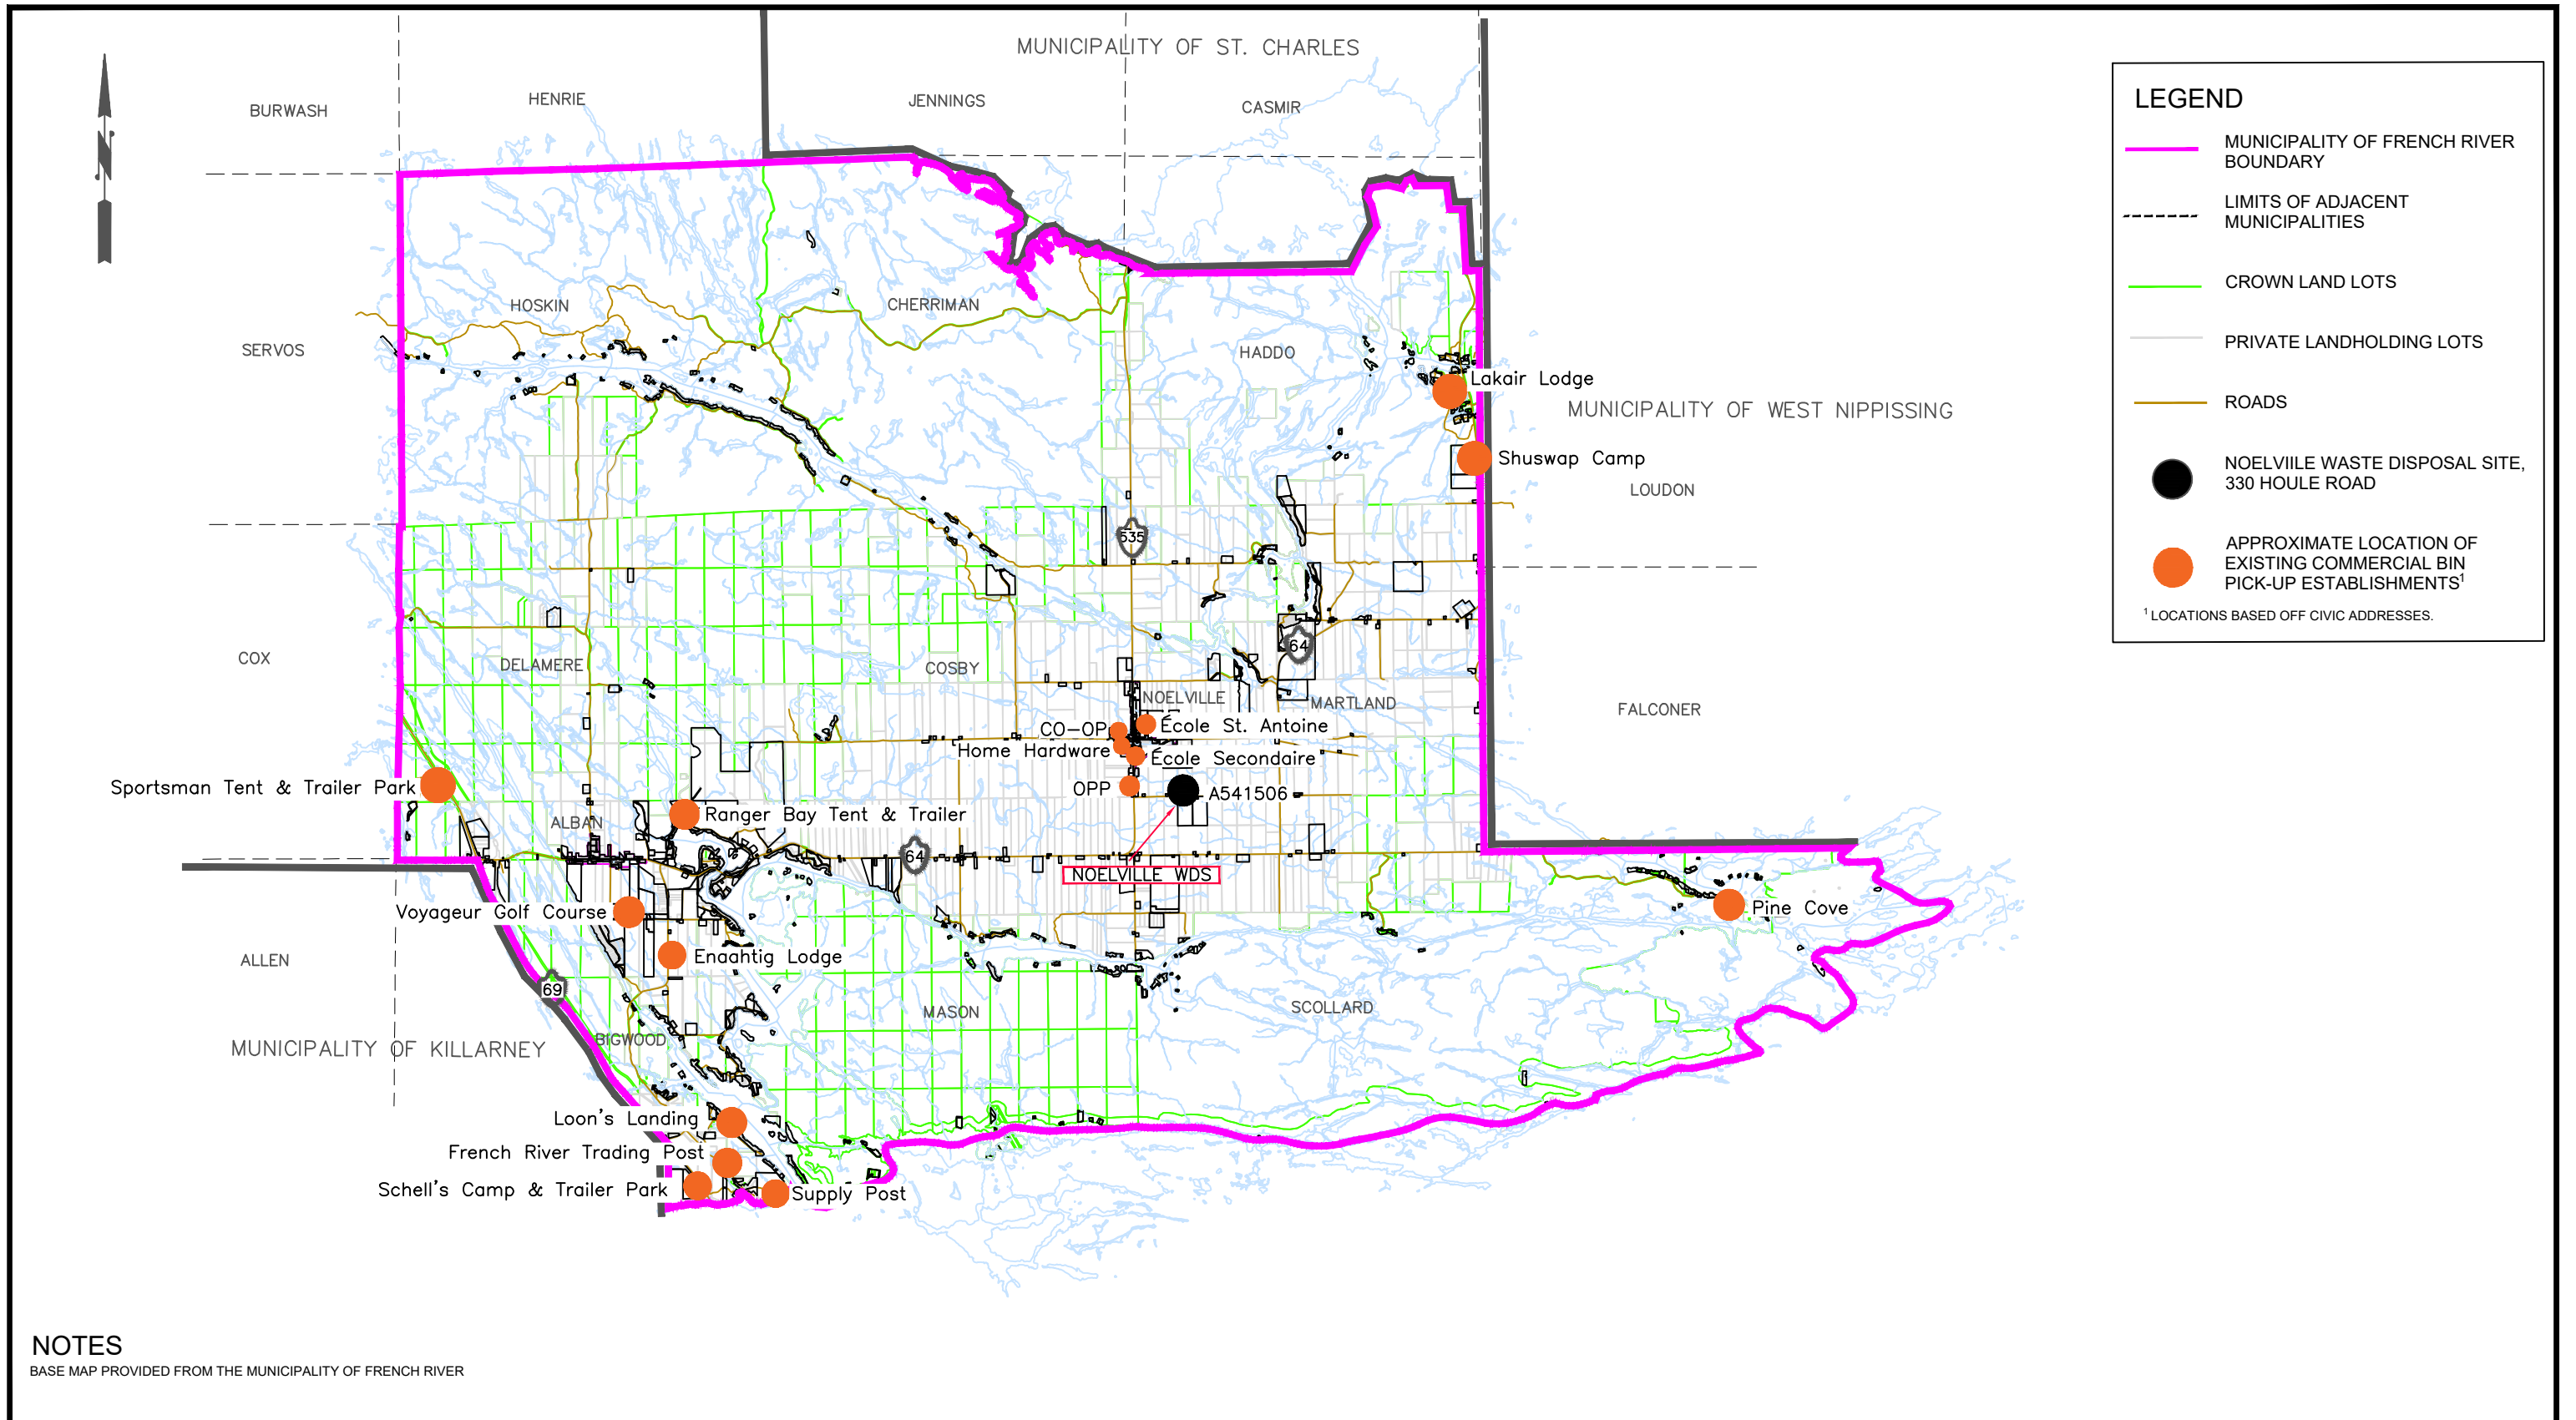 MUNICIPALITY OF ST. CHARLES
BURWASH
HENRIE
JENNINGS
CASMIR
N
HOSKIN
CHERRIMAN
SERVOS
HADDO
Lakair Lodge
MUNICIPALITY OF WEST NIPPISSING
Shuswap Camp
LOUDON
535
64
COX
DELAMERE
COSBY
NOELVILLE
MARTLAND
FALCONER
CO-OP
École St. Antoine
Home Hardware
École Secondaire
Sportsman Tent & Trailer Park
OPP
A541506
Ranger Bay Tent & Trailer
ALBAN
64
NOELVILLE WDS
Voyageur Golf Course
Pine Cove
Enaahtig Lodge
ALLEN
69
MASON
SCOLLARD
BIGWOOD
MUNICIPALITY OF KILLARNEY
Loon's Landing
French River Trading Post
Schell's Camp & Trailer Park
Supply Post
LEGEND
MUNICIPALITY OF FRENCH RIVER
BOUNDARY
LIMITS OF ADJACENT
MUNICIPALITIES
CROWN LAND LOTS
PRIVATE LANDHOLDING LOTS
ROADS
NOELVIILE WASTE DISPOSAL SITE,
330 HOULE ROAD
APPROXIMATE LOCATION OF
EXISTING COMMERCIAL BIN
PICK-UP ESTABLISHMENTS¹
¹ LOCATIONS BASED OFF CIVIC ADDRESSES.
NOTES
BASE MAP PROVIDED FROM THE MUNICIPALITY OF FRENCH RIVER